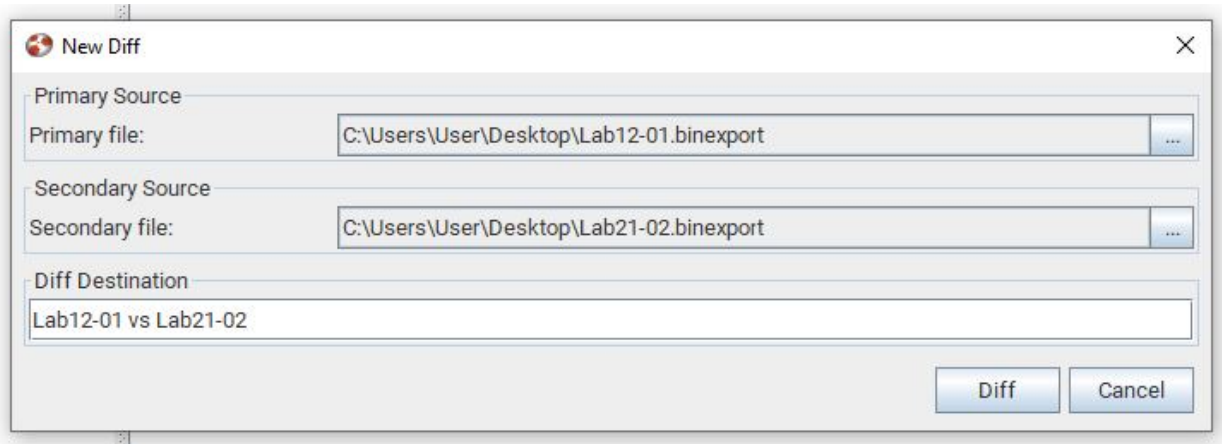 New Diff
Primary Source
Primary file: C:\Users\User\Desktop\Lab12-01.binexport ...
Secondary Source
Secondary file: C:\Users\User\Desktop\Lab21-02.binexport ...
Diff Destination
Lab12-01 vs Lab21-02
Diff Cancel